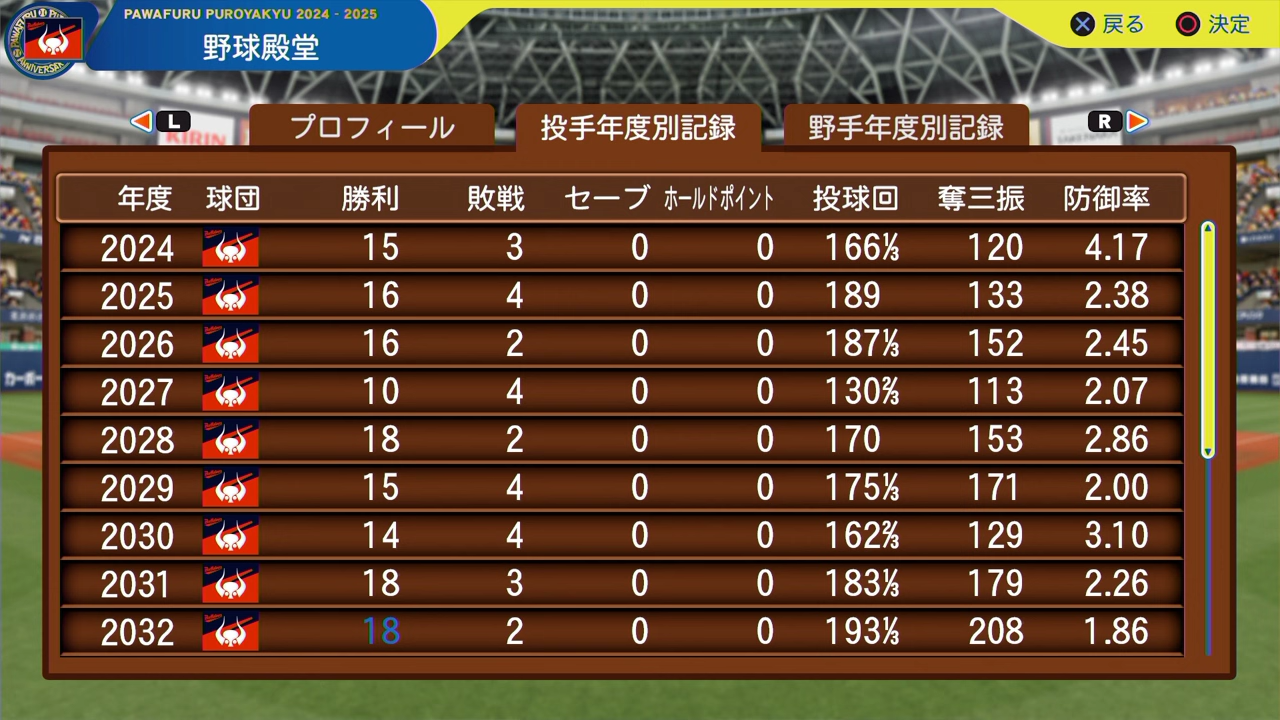 PAWAFURU PUROYAKYU 2024 - 2025
野球殿堂
戻る 決定
L プロフィール 投手年度別記録 野手年度別記録 R
KIRIN
年度 球団 勝利 敗戦 セーブ ホールドポイント 投球回 奪三振 防御率
2024 15 3 0 0 166⅓ 120 4.17
2025 16 4 0 0 189 133 2.38
2026 16 2 0 0 187⅓ 152 2.45
2027 10 4 0 0 130⅔ 113 2.07
2028 18 2 0 0 170 153 2.86
2029 15 4 0 0 175⅓ 171 2.00
2030 14 4 0 0 162⅔ 129 3.10
2031 18 3 0 0 183⅓ 179 2.26
2032 18 2 0 0 193⅓ 208 1.86